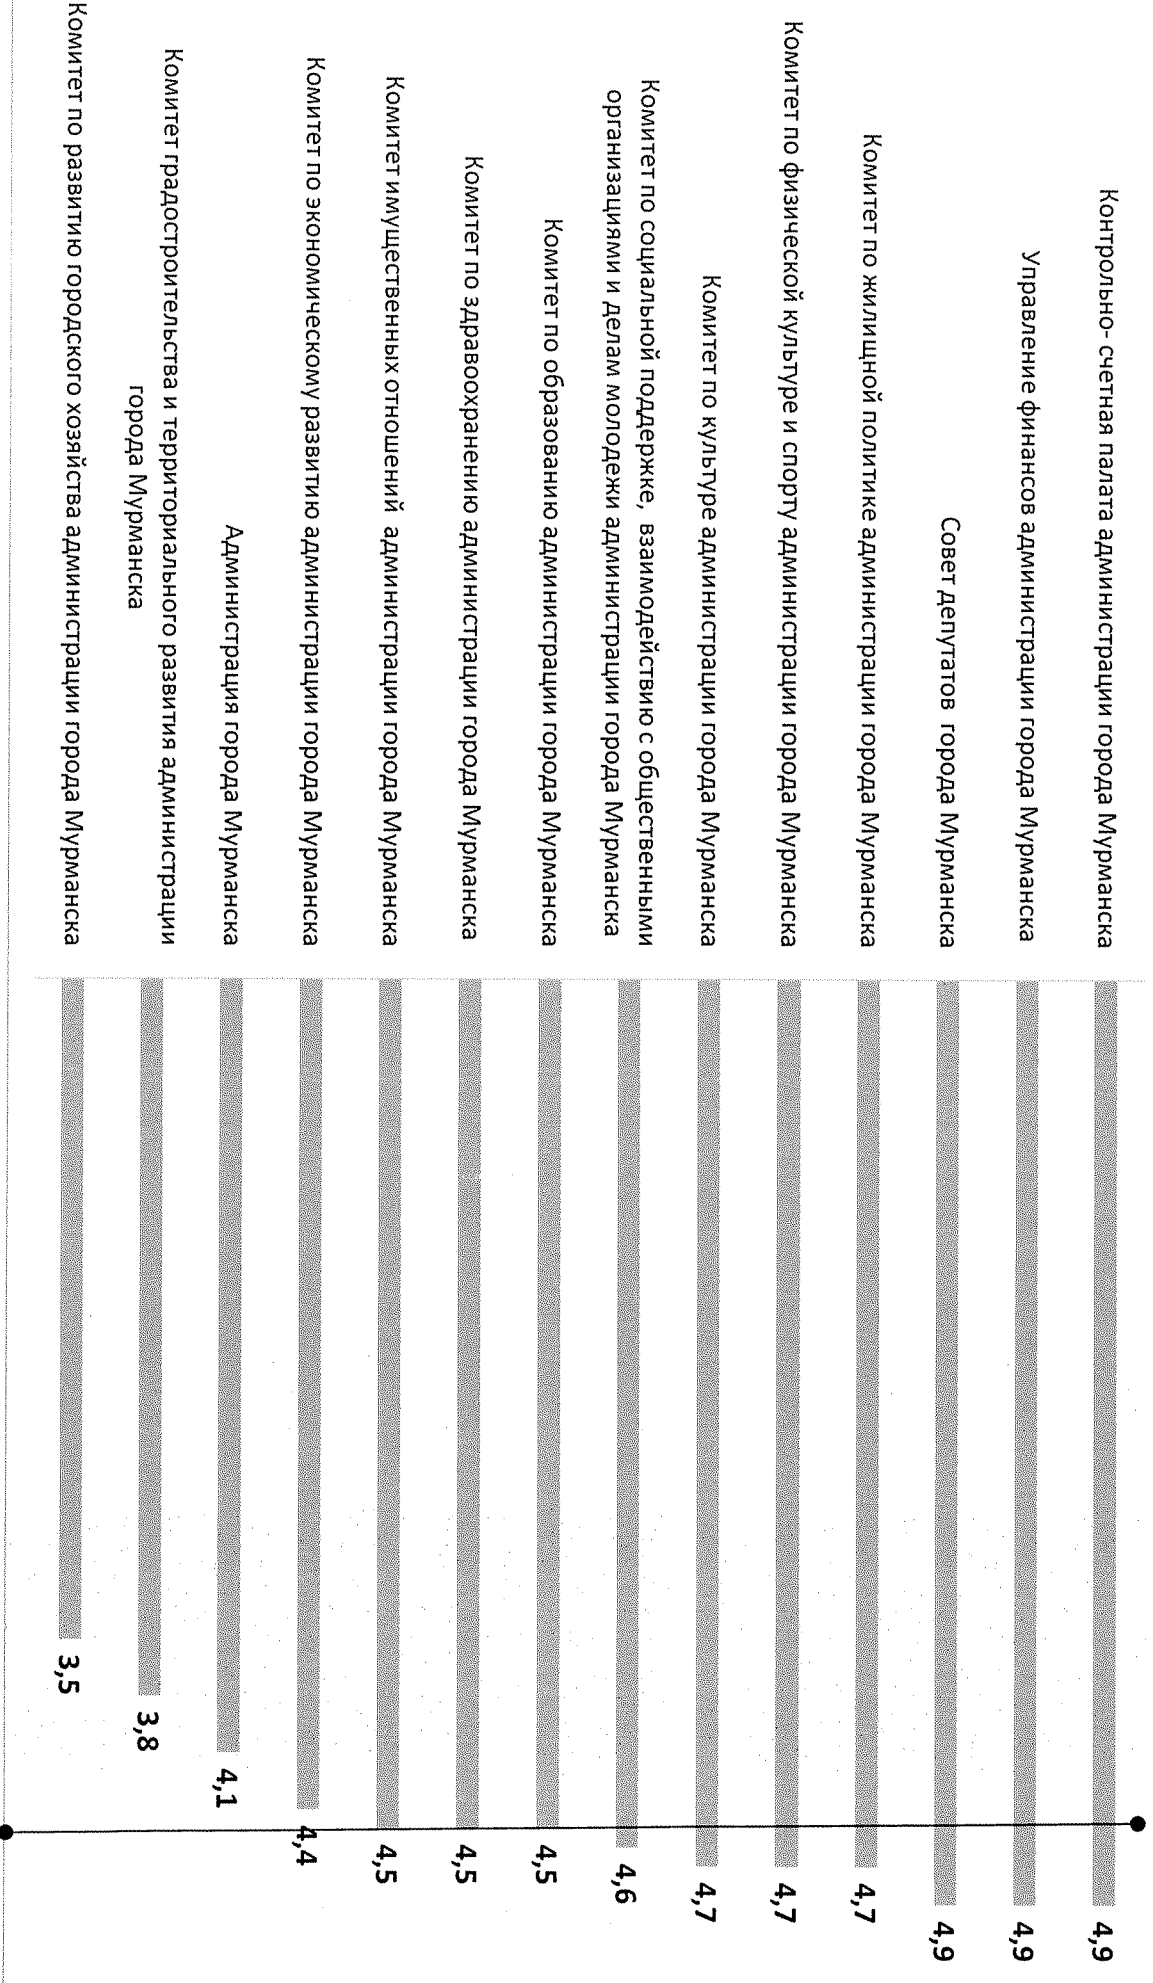 Контрольно- счетная палата администрации города Мурманска
4,9
Управление финансов администрации города Мурманска
4,9
Совет депутатов города Мурманска
4,9
Комитет по жилищной политике администрации города Мурманска
4,7
Комитет по физической культуре и спорту администрации города Мурманска
4,7
Комитет по культуре администрации города Мурманска
4,7
Комитет по социальной поддержке, взаимодействию с общественными
организациями и делам молодежи администрации города Мурманска
4,6
Комитет по образованию администрации города Мурманска
4,5
Комитет по здравоохранению администрации города Мурманска
4,5
Комитет имущественных отношений администрации города Мурманска
4,5
Комитет по экономическому развитию администрации города Мурманска
4,4
Администрация города Мурманска
4,1
Комитет градостроительства и территориального развития администрации
города Мурманска
3,8
Комитет по развитию городского хозяйства администрации города Мурманска
3,5